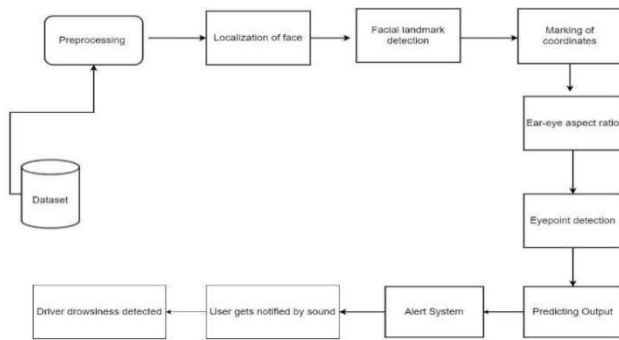 Preprocessing
Localization of face
Facial landmark
detection
Marking of
coordinates
Ear-eye aspect ratio
Dataset
Eyepoint detection
Driver drowsiness detected
User gets notified by sound
Alert System
Predicting Output